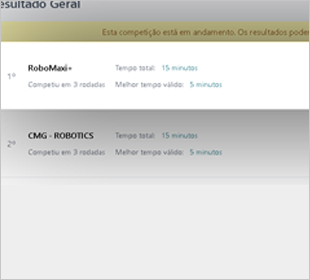 esultado Geral
Esta competição está em andamento. Os resultados poder
1º
RoboMaxi+
Tempo total: 15 minutos
Competiu em 3 rodadas
Melhor tempo válido: 5 minutos
2º
CMG - ROBOTICS
Tempo total: 15 minutos
Competiu em 3 rodadas
Melhor tempo válido: 5 minutos